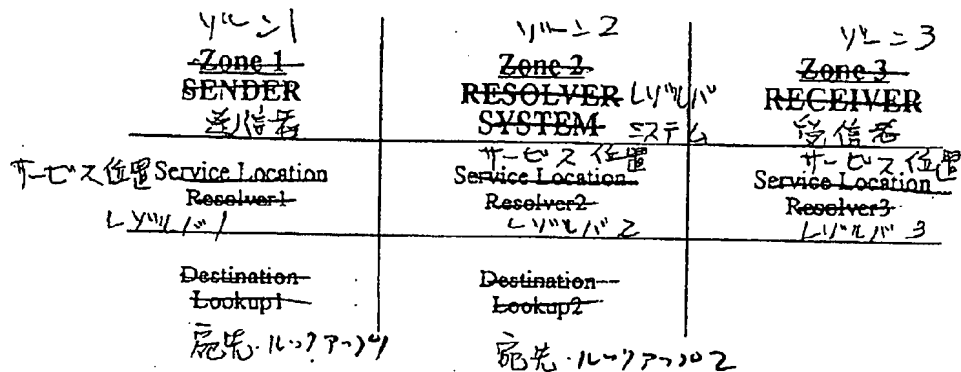 ゾーン1
Zone 1
SENDER
送信者
ゾーン2
Zone 2
RESOLVER レゾルバ
SYSTEM システム
ゾーン3
Zone 3
RECEIVER
受信者
サービス位置 Service Location
Resolver1
レゾルバ1
サービス位置
Service Location
Resolver2
レゾルバ2
サービス位置
Service Location
Resolver3
レゾルバ3
Destination
Lookup1
宛先・ルックアップ1
Destination
Lookup2
宛先・ルックアップ2